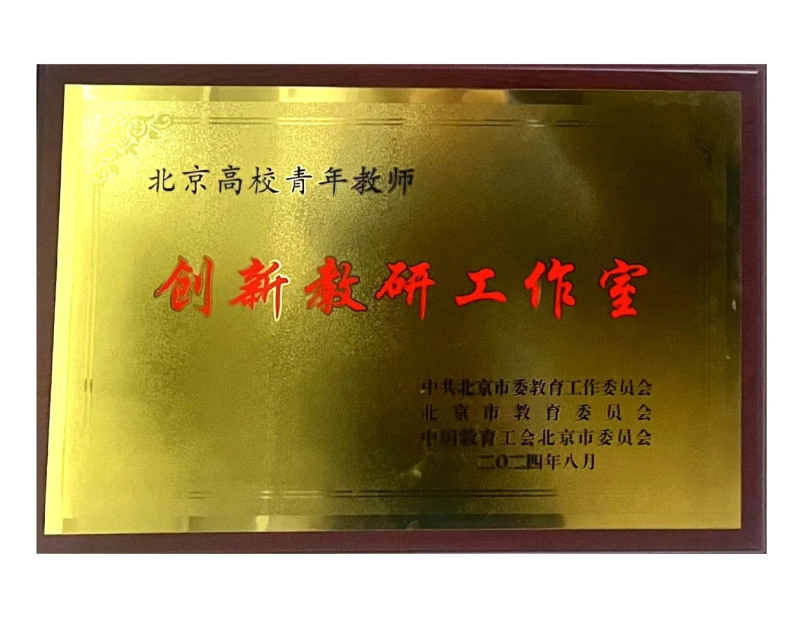 北京高校青年教师
创新教研工作室
中共北京市委教育工作委员会
北京市教育委员会
中国教育工会北京市委员会
二〇二四年八月